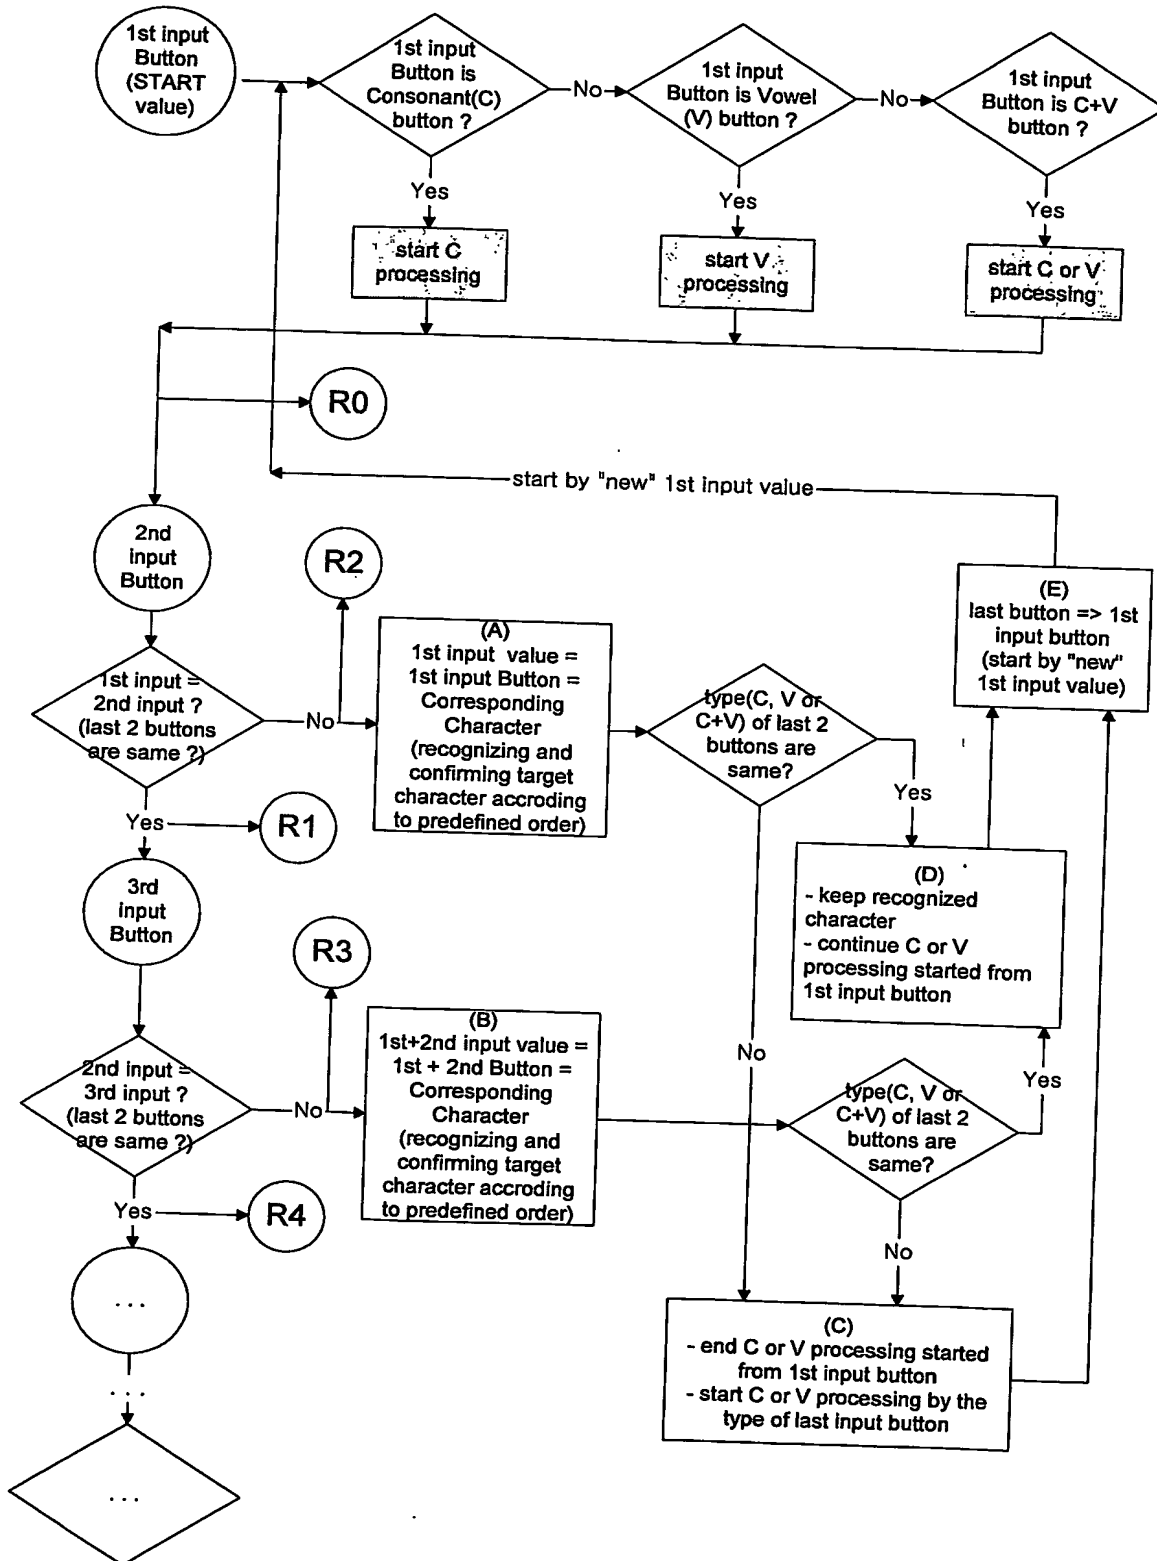 1st input
Button
(START
value)
1st input
Button is
Consonant(C)
button ?
No
1st input
Button is Vowel
(V) button ?
No
1st input
Button is C+V
button ?
Yes
Yes
Yes
start C
processing
start V
processing
start C or V
processing
R0
start by "new" 1st input value
2nd
input
Button
R2
(A)
1st input value =
1st input Button =
Corresponding
Character
(recognizing and
confirming target
character accroding
to predefined order)
(E)
last button => 1st
input button
(start by "new"
1st input value)
1st input =
2nd input ?
(last 2 buttons
are same ?)
No
type(C, V or
C+V) of last 2
buttons are
same?
Yes
Yes
R1
3rd
input
Button
(D)
- keep recognized
character
- continue C or V
processing started from
1st input button
R3
(B)
1st+2nd input value =
1st + 2nd Button =
Corresponding
Character
(recognizing and
confirming target
character accroding
to predefined order)
No
2nd input =
3rd input ?
(last 2 buttons
are same ?)
No
type(C, V or
C+V) of last 2
buttons are
same?
Yes
Yes
R4
No
...
(C)
- end C or V processing started
from 1st input button
- start C or V processing by the
type of last input button
...
...